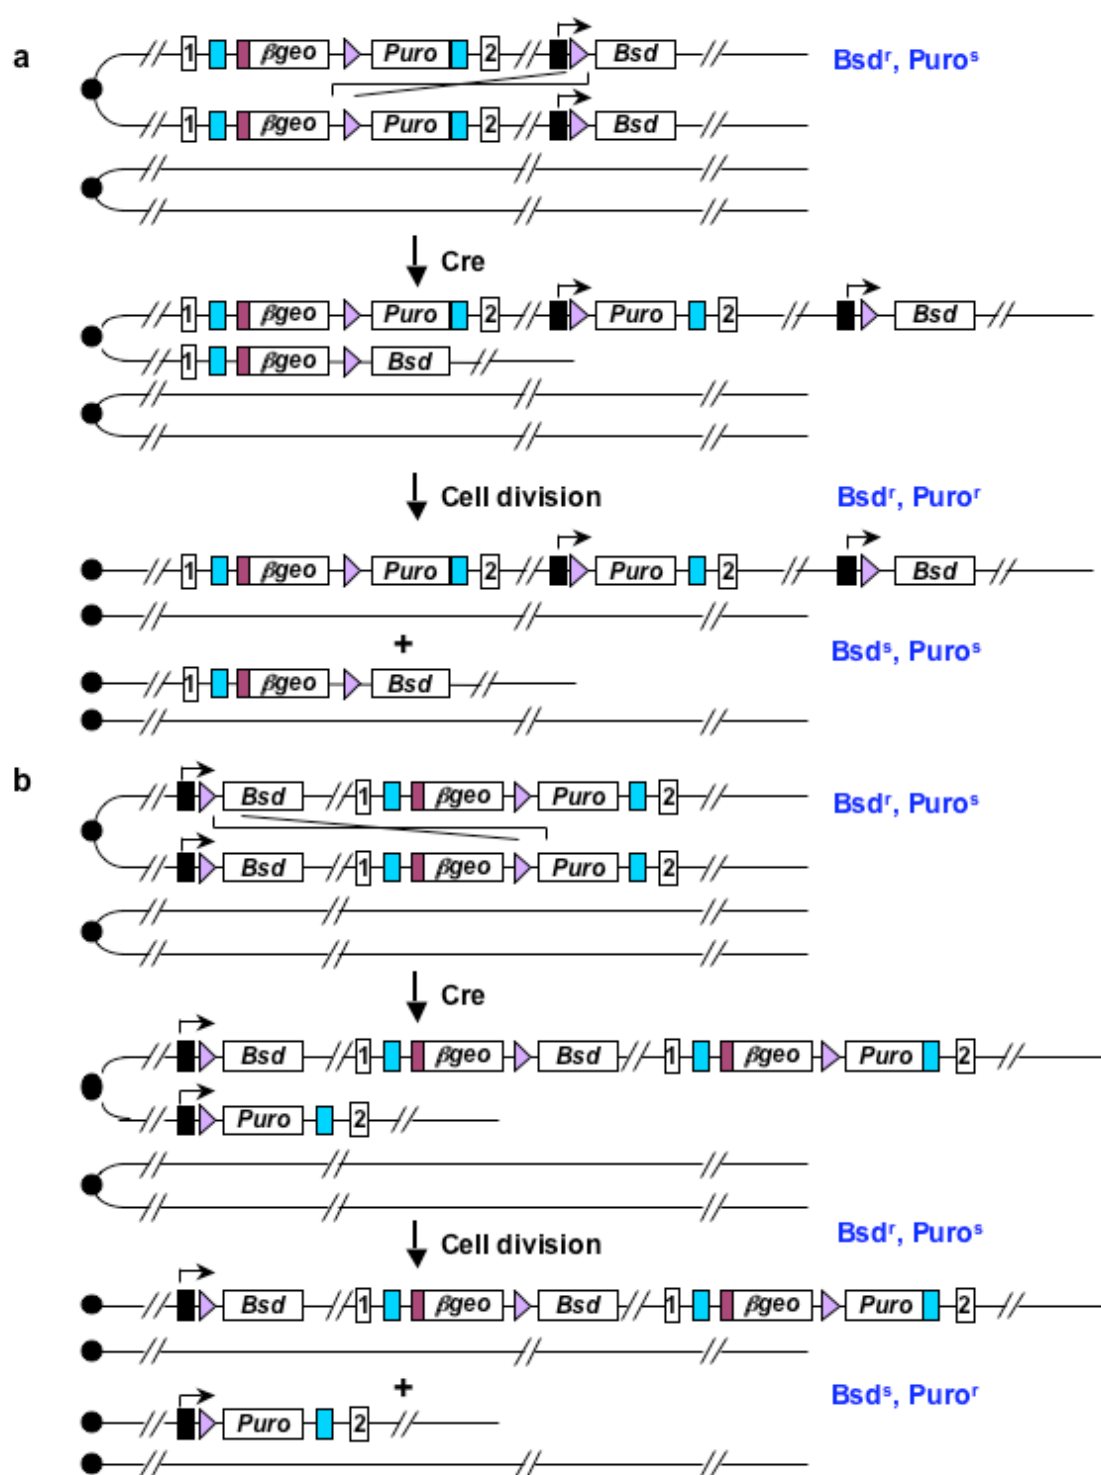 a
1 βgeo Puro 2 Bsd Bsdʳ, Puroˢ
1 βgeo Puro 2 Bsd
Cre
1 βgeo Puro 2 Puro 2 Bsd
1 βgeo Bsd
Cell division Bsdʳ, Puroʳ
1 βgeo Puro 2 Puro 2 Bsd
+ Bsdˢ, Puroˢ
1 βgeo Bsd
b
Bsd 1 βgeo Puro 2 Bsdʳ, Puroˢ
Bsd 1 βgeo Puro 2
Cre
Bsd 1 βgeo Bsd 1 βgeo Puro 2
Puro 2
Cell division Bsdʳ, Puroˢ
Bsd 1 βgeo Bsd 1 βgeo Puro 2
+ Bsdˢ, Puroʳ
Puro 2